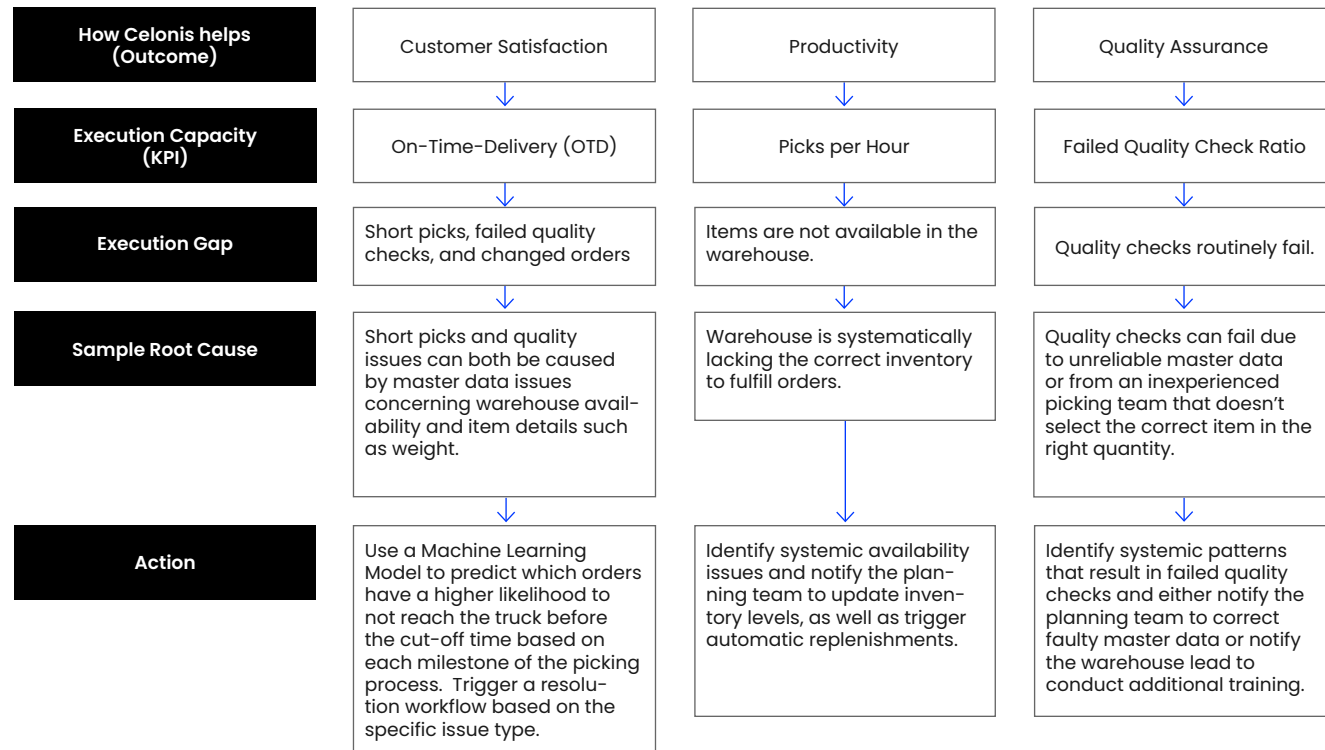 How Celonis helps
(Outcome)
Customer Satisfaction
Productivity
Quality Assurance
Execution Capacity
(KPI)
On-Time-Delivery (OTD)
Picks per Hour
Failed Quality Check Ratio
Execution Gap
Short picks, failed quality
checks, and changed orders
Items are not available in the
warehouse.
Quality checks routinely fail.
Sample Root Cause
Short picks and quality
issues can both be caused
by master data issues
concerning warehouse avail-
ability and item details such
as weight.
Warehouse is systematically
lacking the correct inventory
to fulfill orders.
Quality checks can fail due
to unreliable master data
or from an inexperienced
picking team that doesn’t
select the correct item in the
right quantity.
Action
Use a Machine Learning
Model to predict which orders
have a higher likelihood to
not reach the truck before
the cut-off time based on
each milestone of the picking
process.  Trigger a resolu-
tion workflow based on the
specific issue type.
Identify systemic availability
issues and notify the plan-
ning team to update inven-
tory levels, as well as trigger
automatic replenishments.
Identify systemic patterns
that result in failed quality
checks and either notify the
planning team to correct
faulty master data or notify
the warehouse lead to
conduct additional training.